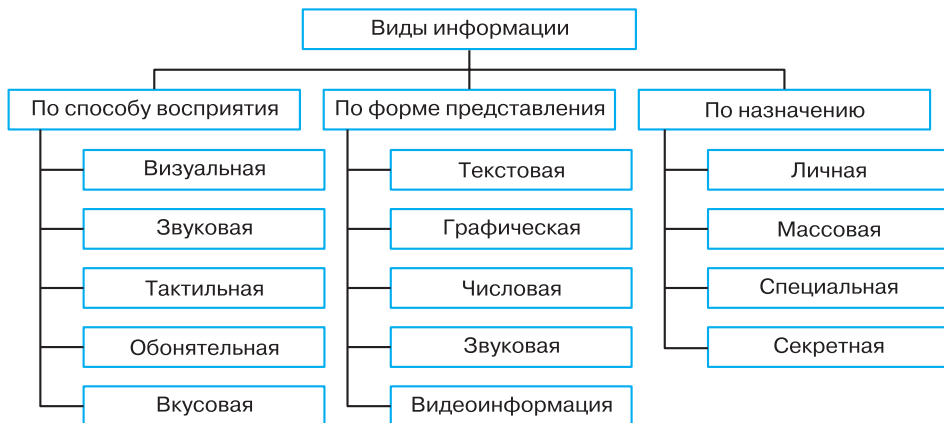 Виды информации
По способу восприятия
Визуальная
Звуковая
Тактильная
Обонятельная
Вкусовая
По форме представления
Текстовая
Графическая
Числовая
Звуковая
Видеоинформация
По назначению
Личная
Массовая
Специальная
Секретная